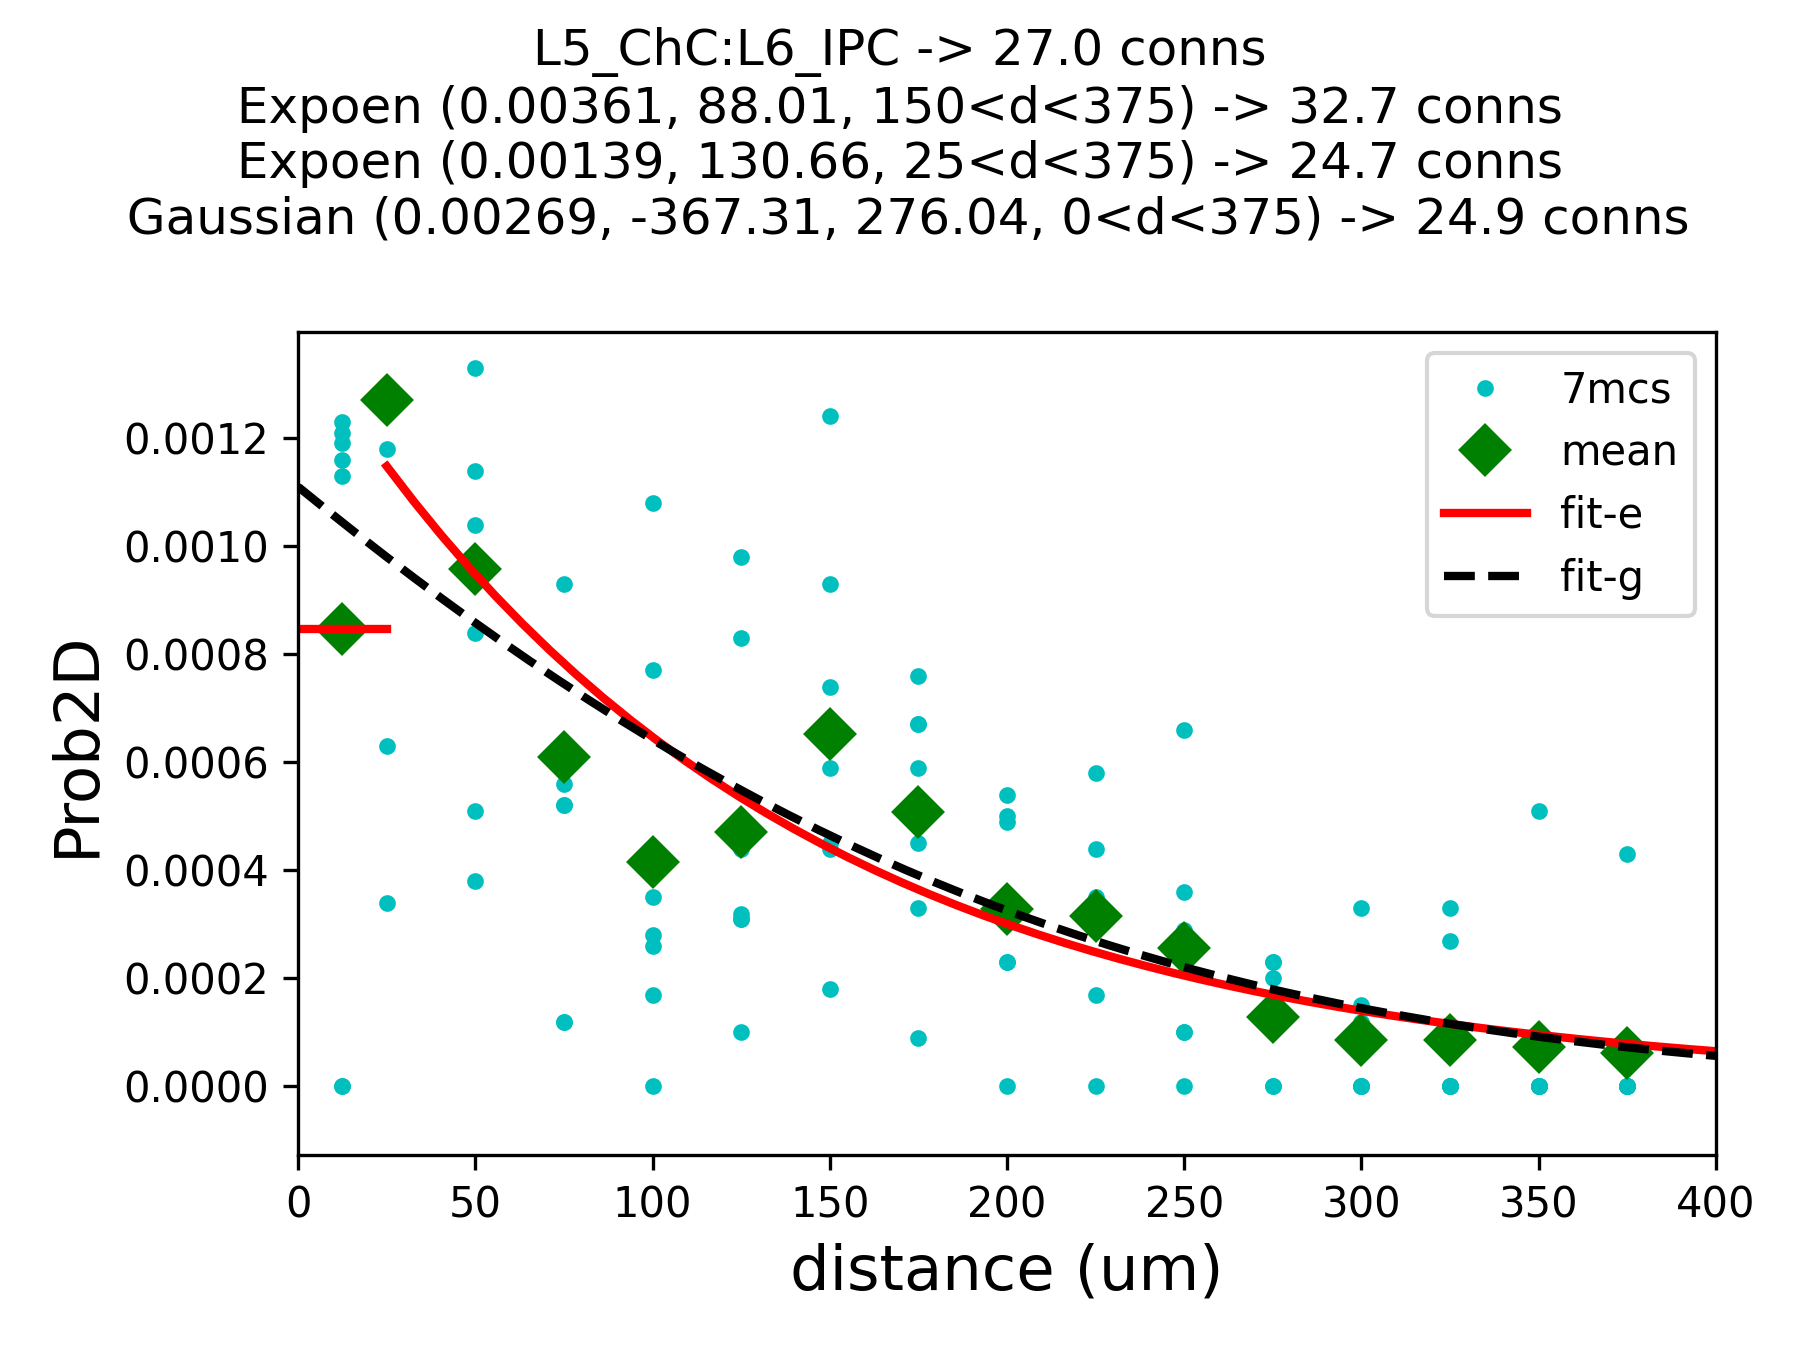 L5_ChC:L6_IPC -> 27.0 conns
Expoen (0.00361, 88.01, 150<d<375) -> 32.7 conns
Expoen (0.00139, 130.66, 25<d<375) -> 24.7 conns
Gaussian (0.00269, -367.31, 276.04, 0<d<375) -> 24.9 conns
7mcs
mean
fit-e
fit-g
Prob2D
0.0012
0.0010
0.0008
0.0006
0.0004
0.0002
0.0000
0 50 100 150 200 250 300 350 400
distance (um)